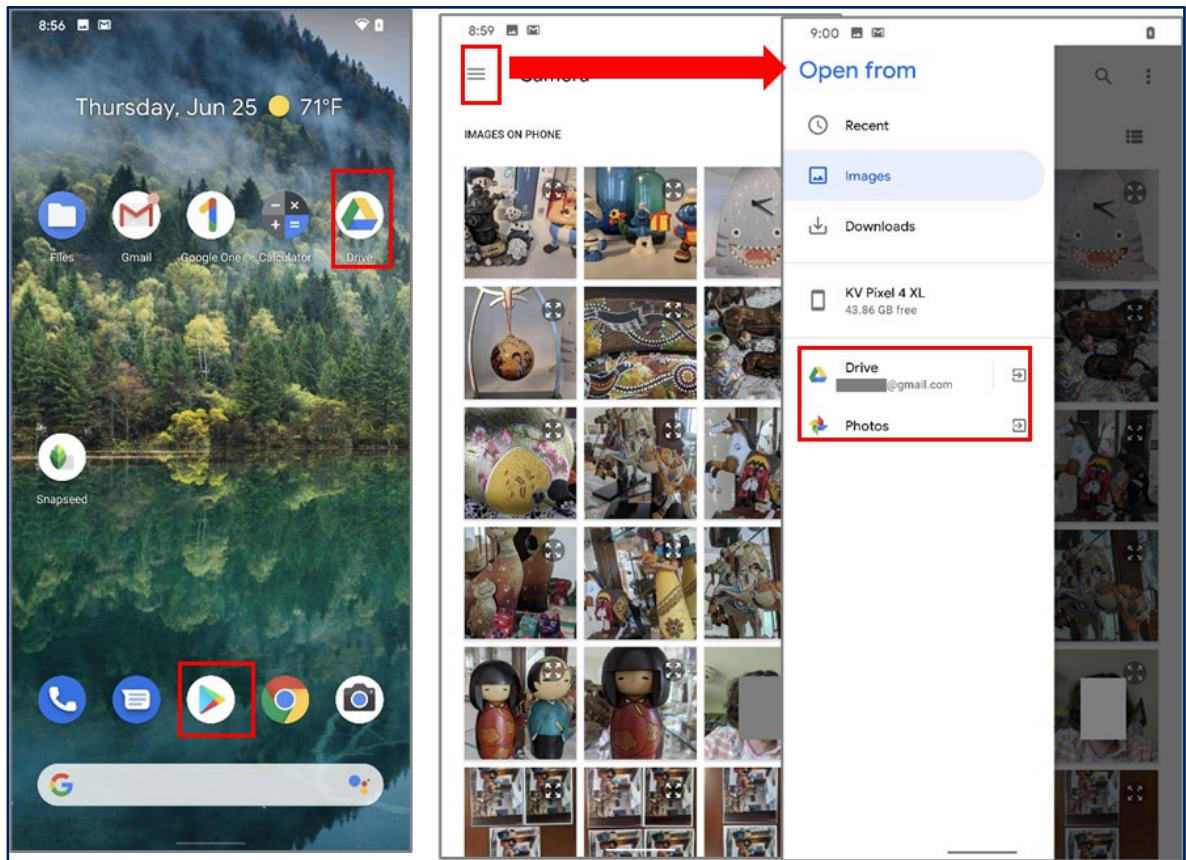 8:56
Thursday, Jun 25 71°F
Files Gmail Google One Calculator Drive
Snapseed
8:59
Camera
IMAGES ON PHONE
9:00
Open from
Recent
Images
Downloads
KV Pixel 4 XL
43.86 GB free
Drive
@gmail.com
Photos